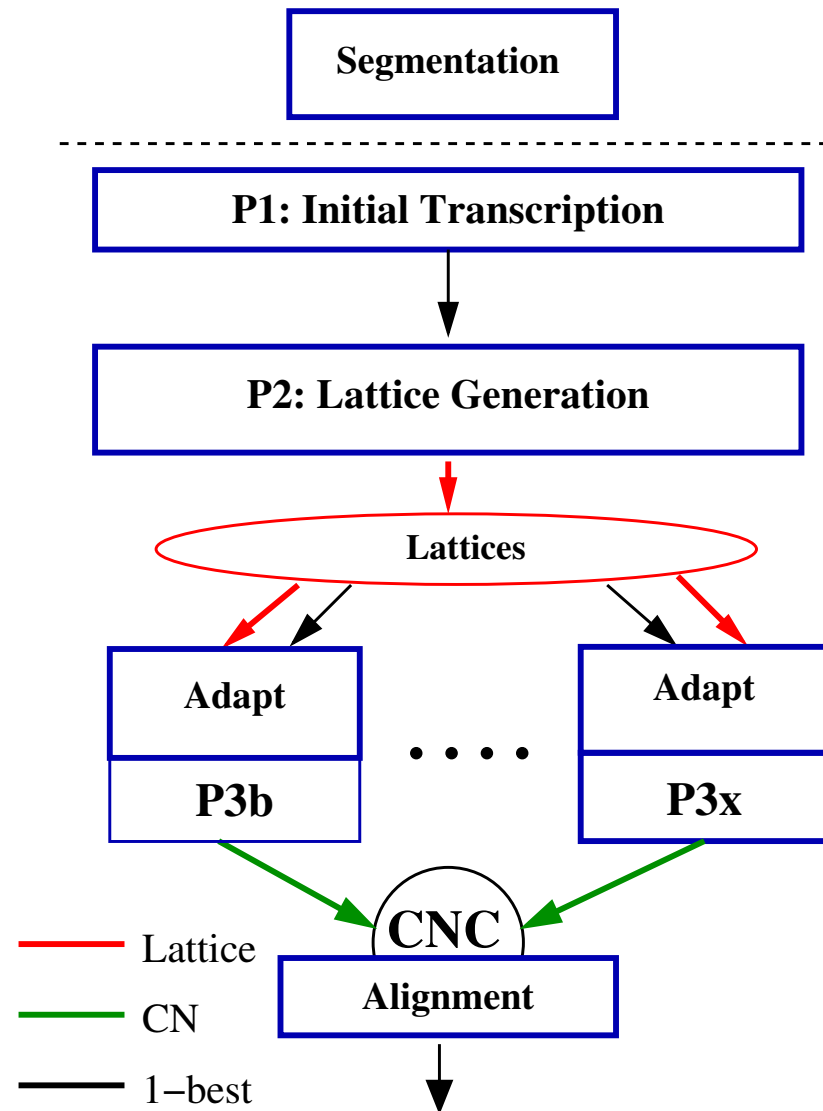 Segmentation
P1: Initial Transcription
P2: Lattice Generation
Lattices
Adapt
Adapt
P3b
P3x
CNC
Alignment
Lattice
CN
1−best